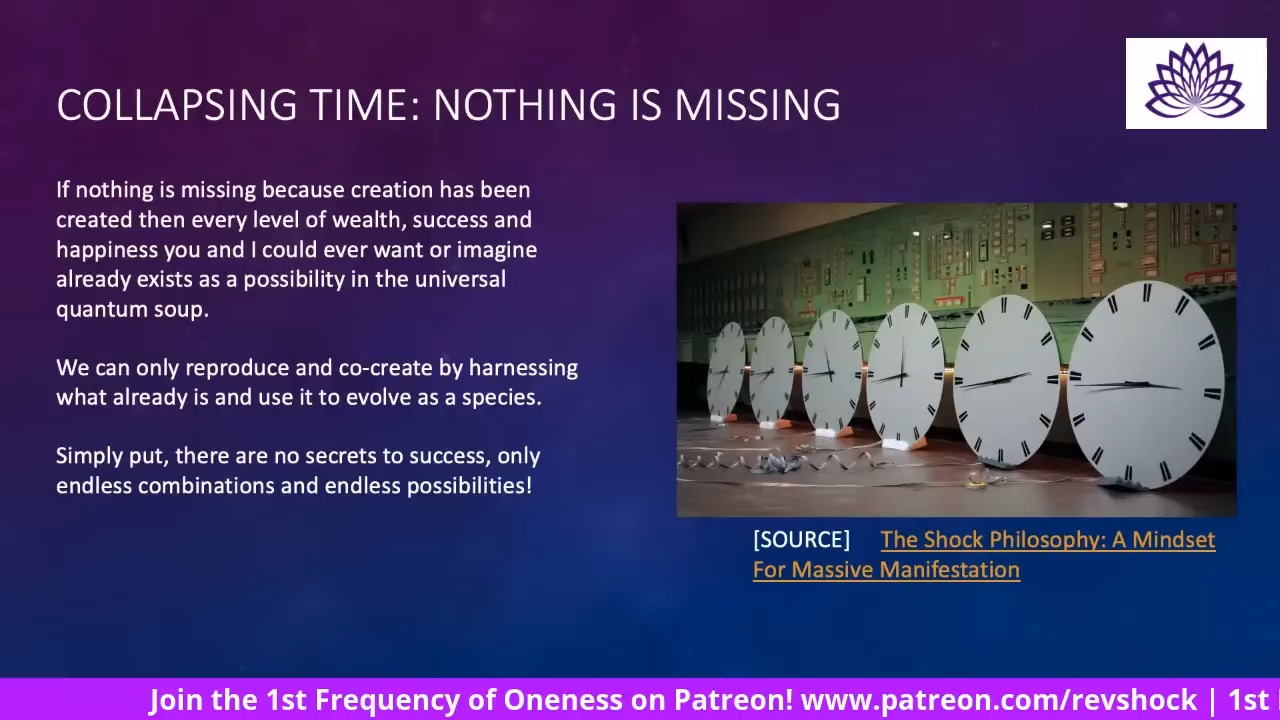 COLLAPSING TIME: NOTHING IS MISSING
If nothing is missing because creation has been
created then every level of wealth, success and
happiness you and I could ever want or imagine
already exists as a possibility in the universal
quantum soup.
We can only reproduce and co-create by harnessing
what already is and use it to evolve as a species.
Simply put, there are no secrets to success, only
endless combinations and endless possibilities!
[SOURCE] The Shock Philosophy: A Mindset
For Massive Manifestation
Join the 1st Frequency of Oneness on Patreon! www.patreon.com/revshock | 1st